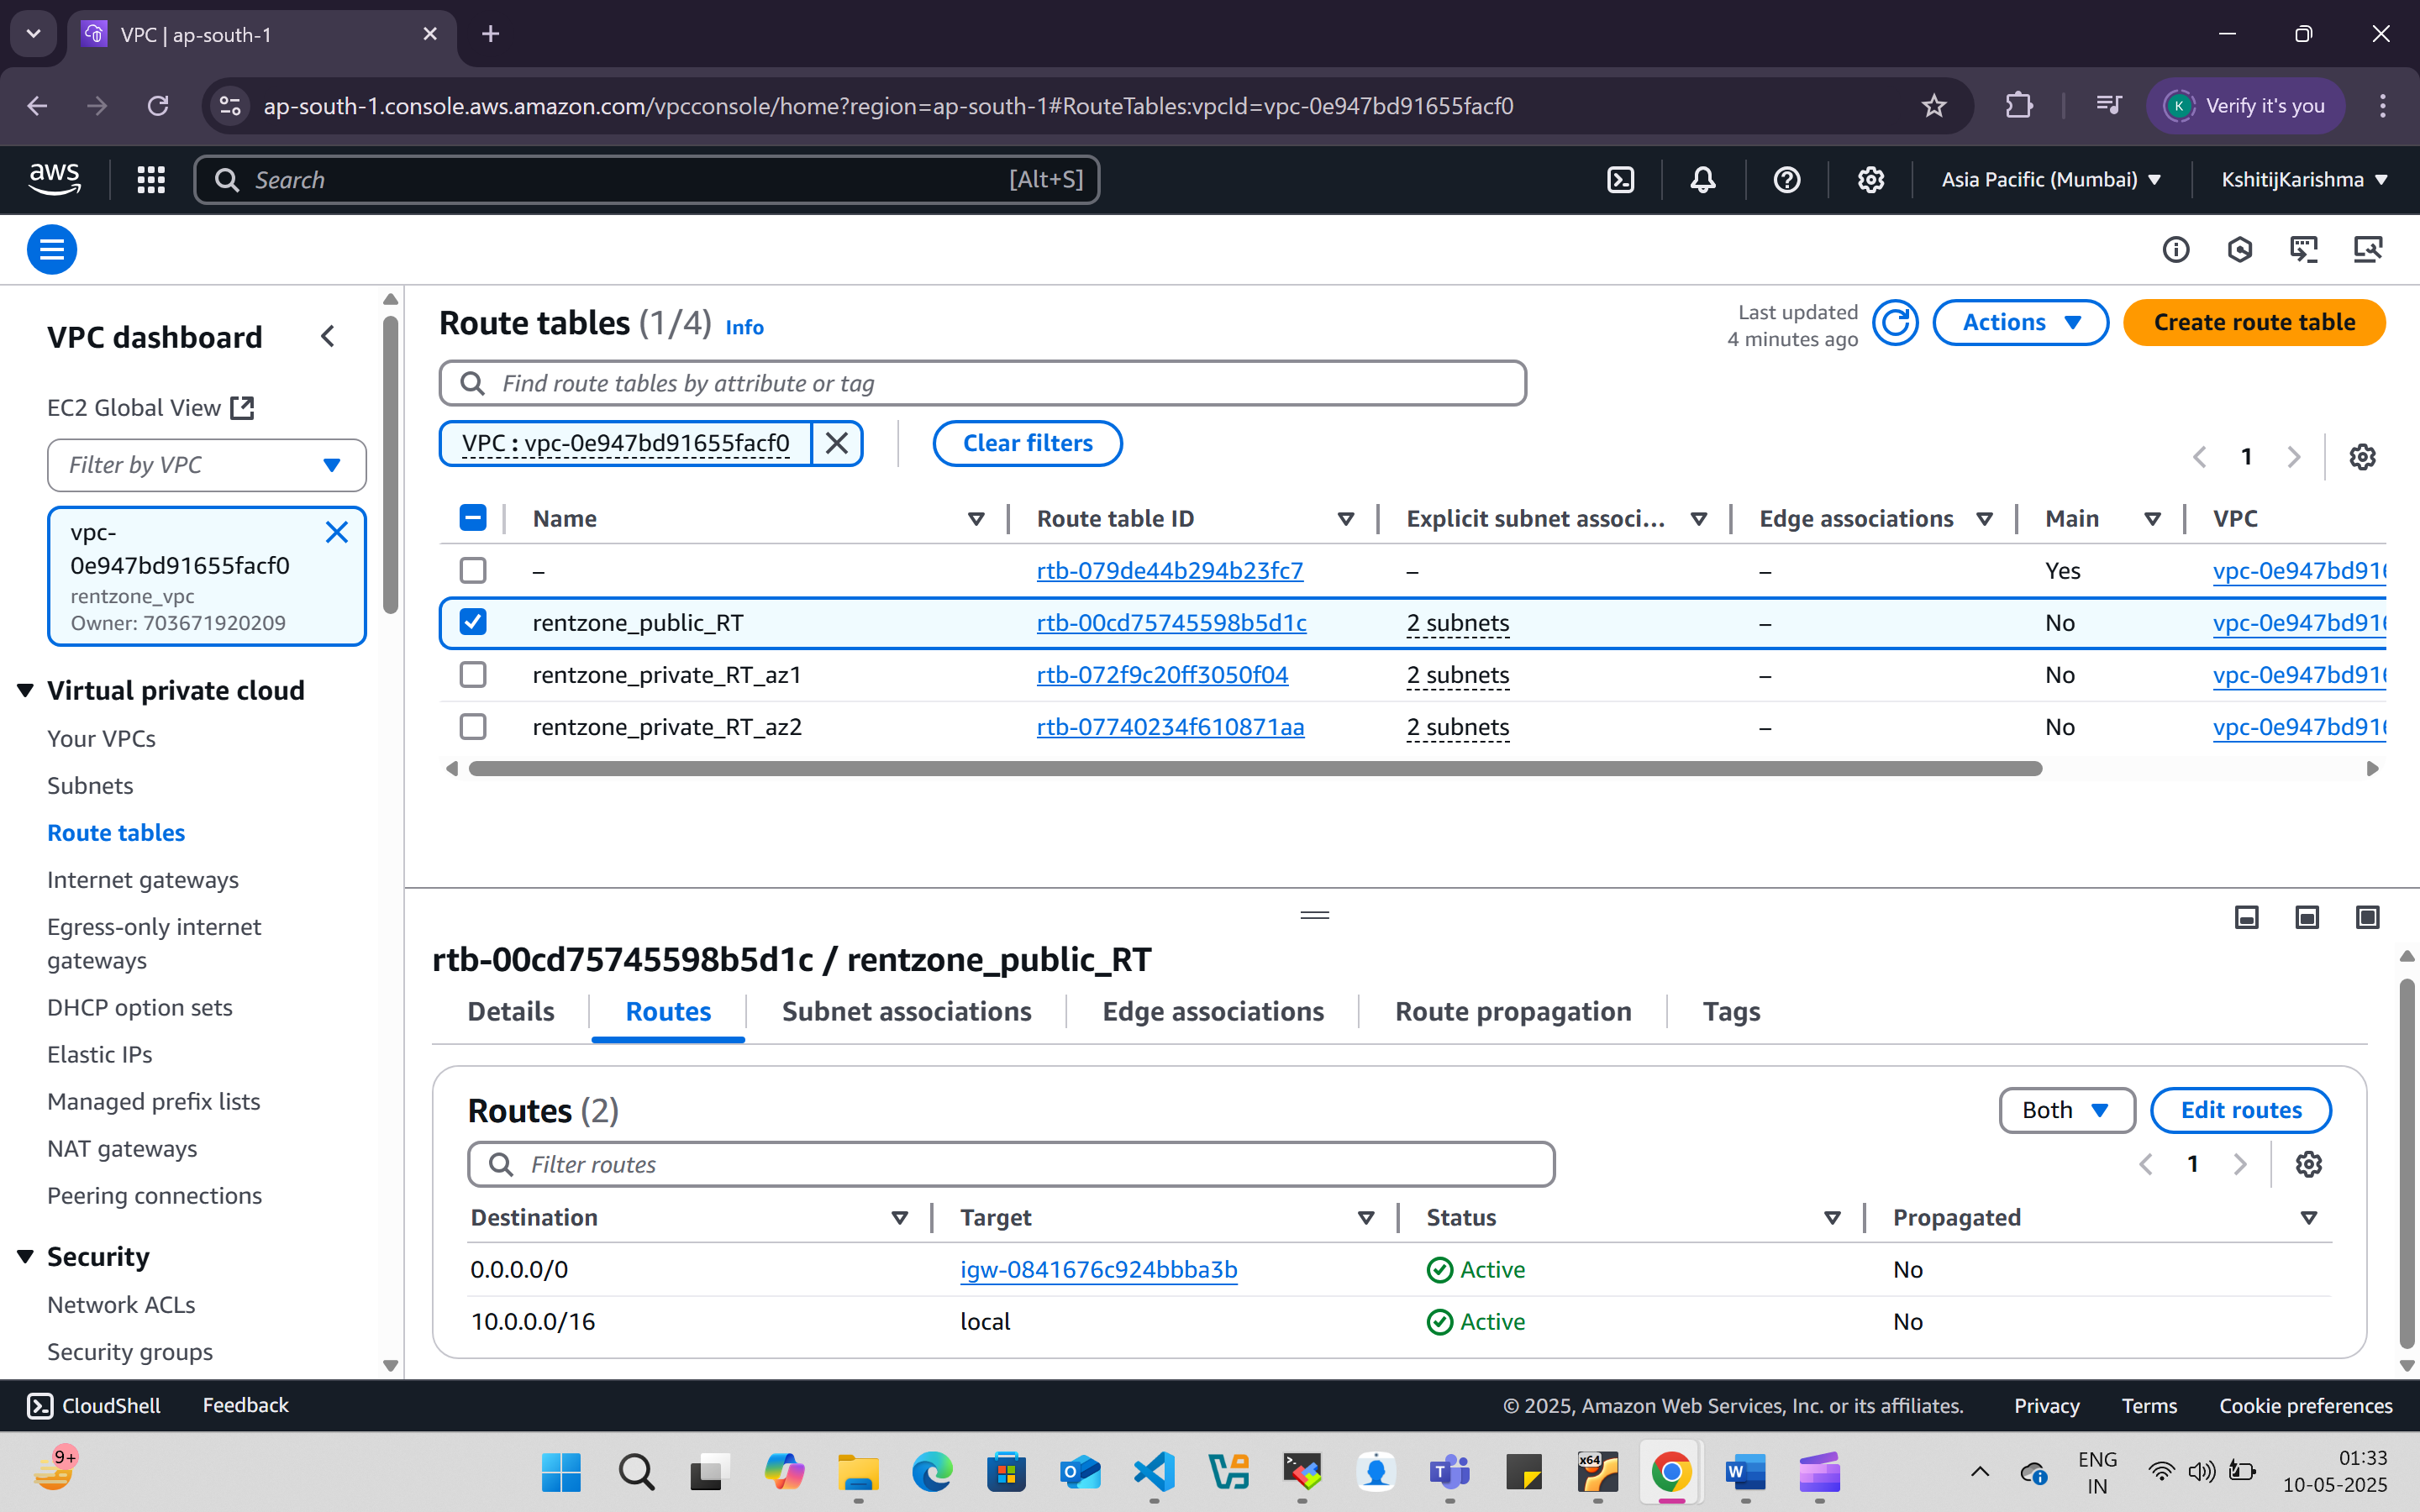 VPC | ap-south-1
ap-south-1.console.aws.amazon.com/vpcconsole/home?region=ap-south-1#RouteTables:vpcId=vpc-0e947bd91655facf0
K Verify it's you
aws
Search [Alt+S]
Asia Pacific (Mumbai)
KshitijKarishma
VPC dashboard
EC2 Global View
Filter by VPC
vpc-
0e947bd91655facf0
rentzone_vpc
Owner: 703671920209
Virtual private cloud
Your VPCs
Subnets
Route tables
Internet gateways
Egress-only internet
gateways
DHCP option sets
Elastic IPs
Managed prefix lists
NAT gateways
Peering connections
Security
Network ACLs
Security groups
Route tables (1/4) Info
Last updated
4 minutes ago
Actions
Create route table
Find route tables by attribute or tag
VPC : vpc-0e947bd91655facf0
Clear filters
1
Name Route table ID Explicit subnet associ... Edge associations Main VPC
– rtb-079de44b294b23fc7 – – Yes vpc-0e947bd916
rentzone_public_RT rtb-00cd75745598b5d1c 2 subnets – No vpc-0e947bd916
rentzone_private_RT_az1 rtb-072f9c20ff3050f04 2 subnets – No vpc-0e947bd916
rentzone_private_RT_az2 rtb-07740234f610871aa 2 subnets – No vpc-0e947bd916
rtb-00cd75745598b5d1c / rentzone_public_RT
Details Routes Subnet associations Edge associations Route propagation Tags
Routes (2)
Both
Edit routes
Filter routes
1
Destination Target Status Propagated
0.0.0.0/0 igw-0841676c924bbba3b Active No
10.0.0.0/16 local Active No
CloudShell Feedback
© 2025, Amazon Web Services, Inc. or its affiliates. Privacy Terms Cookie preferences
9+
x64
ENG
IN
01:33
10-05-2025